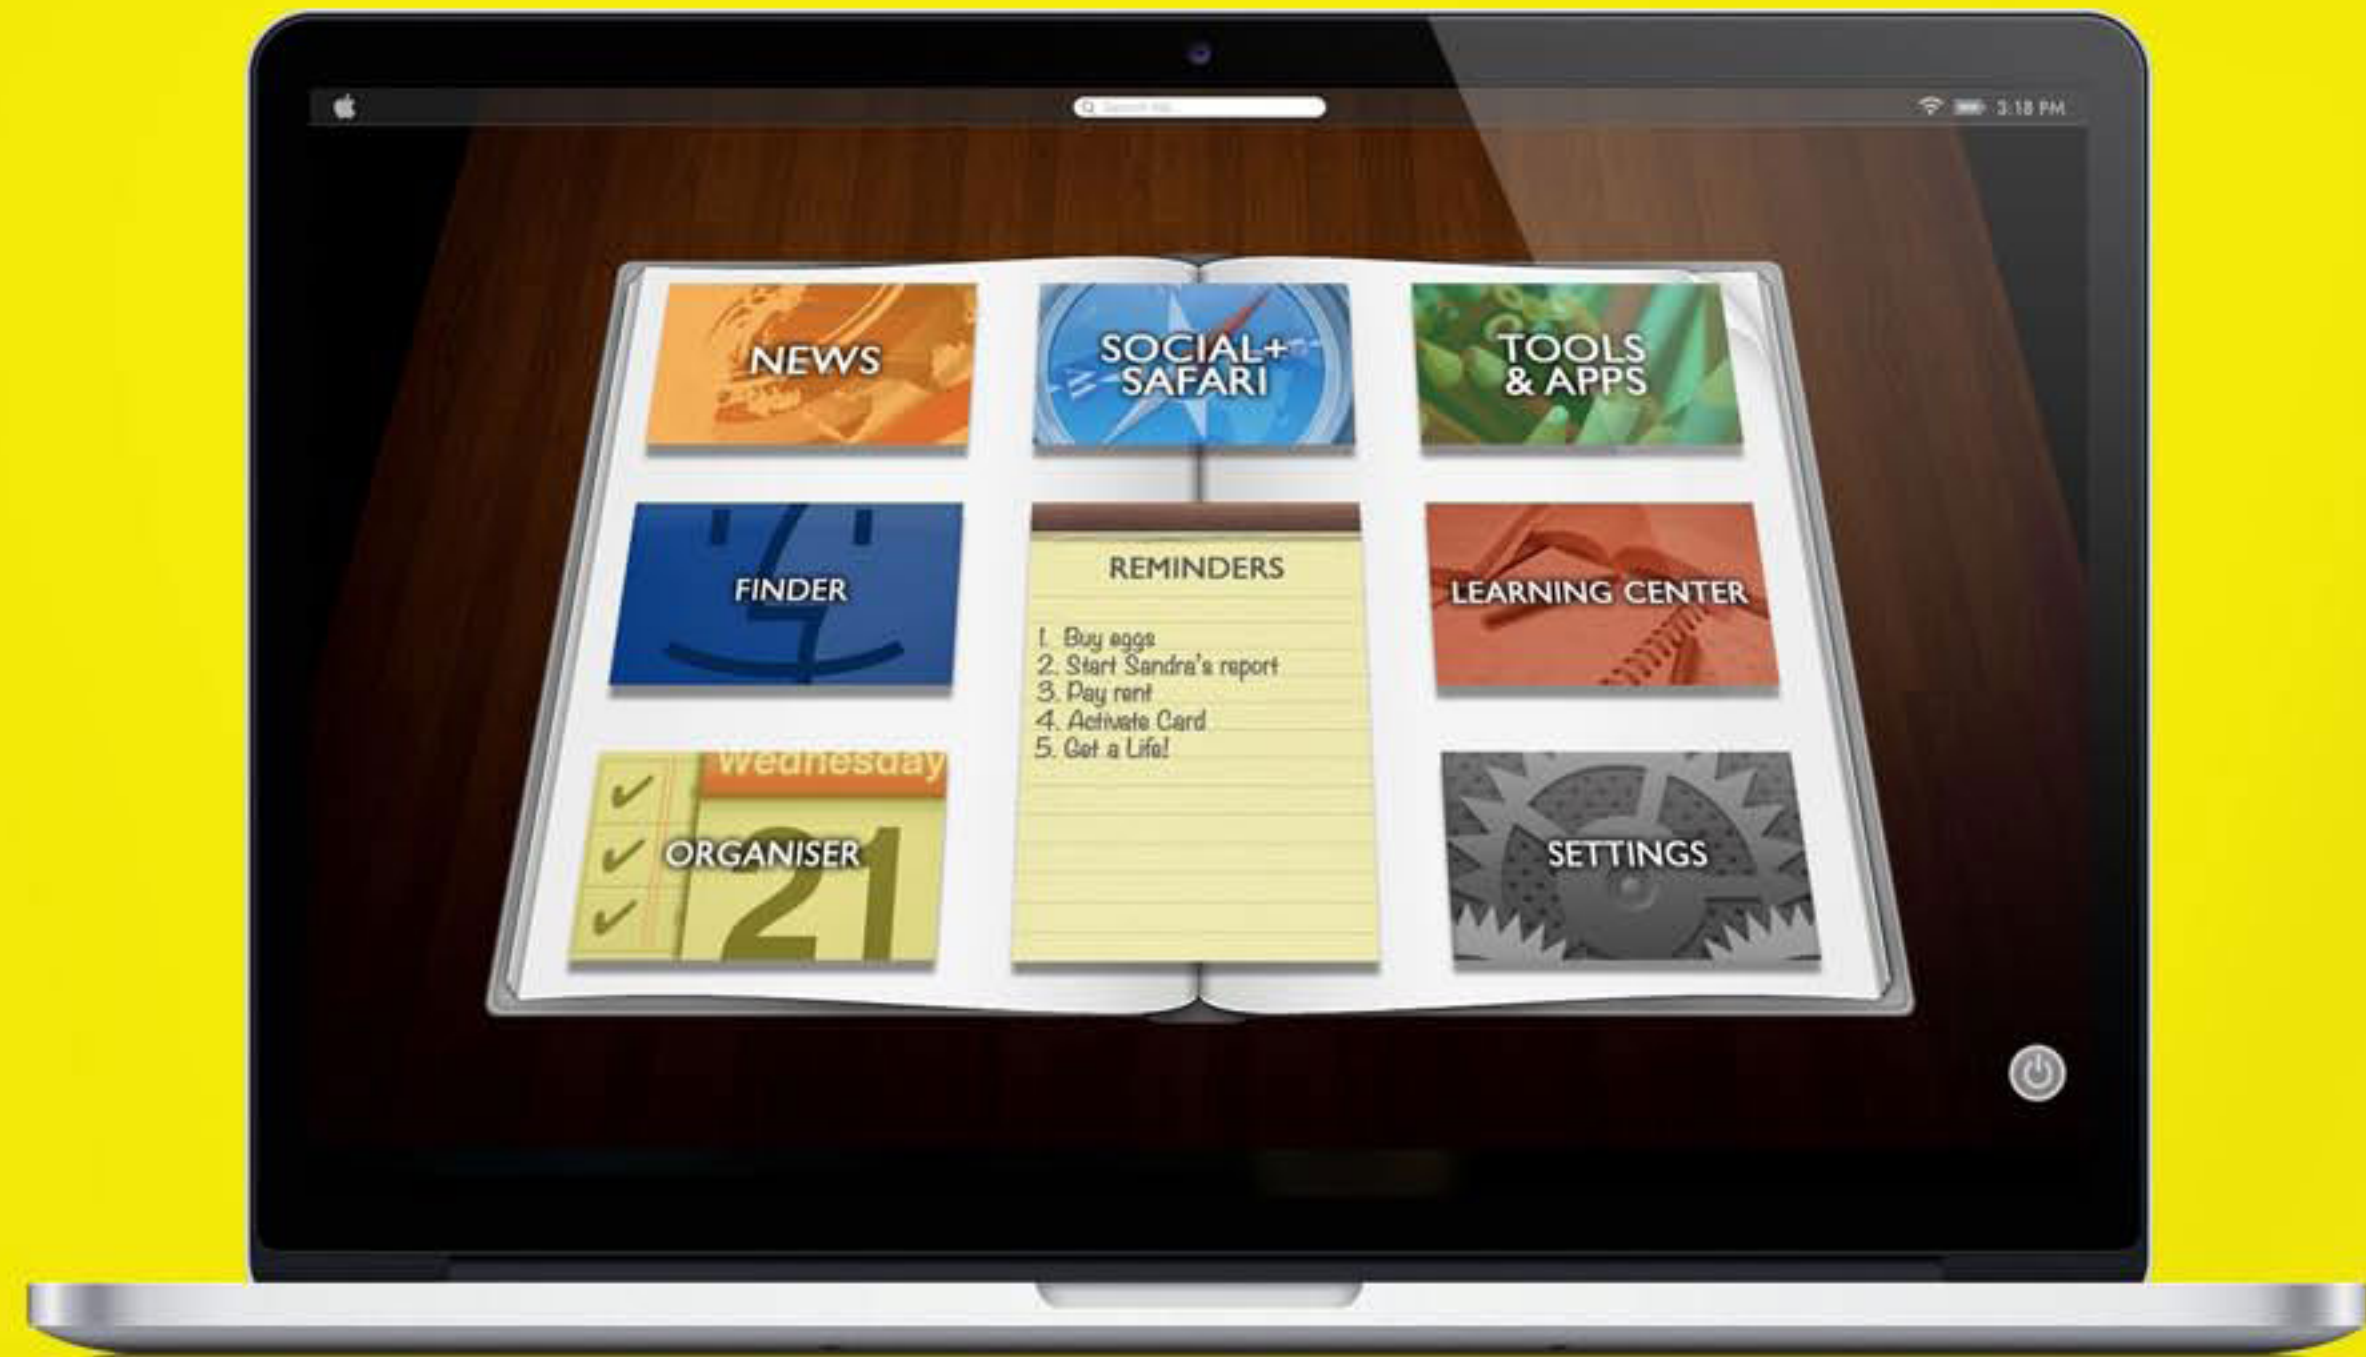 3:18 PM
NEWS
SOCIAL+
SAFARI
TOOLS
& APPS
FINDER
REMINDERS
1. Buy eggs
2. Start Sandra's report
3. Pay rent
4. Activate Card
5. Get a Life!
LEARNING CENTER
Wednesday
21
ORGANISER
SETTINGS